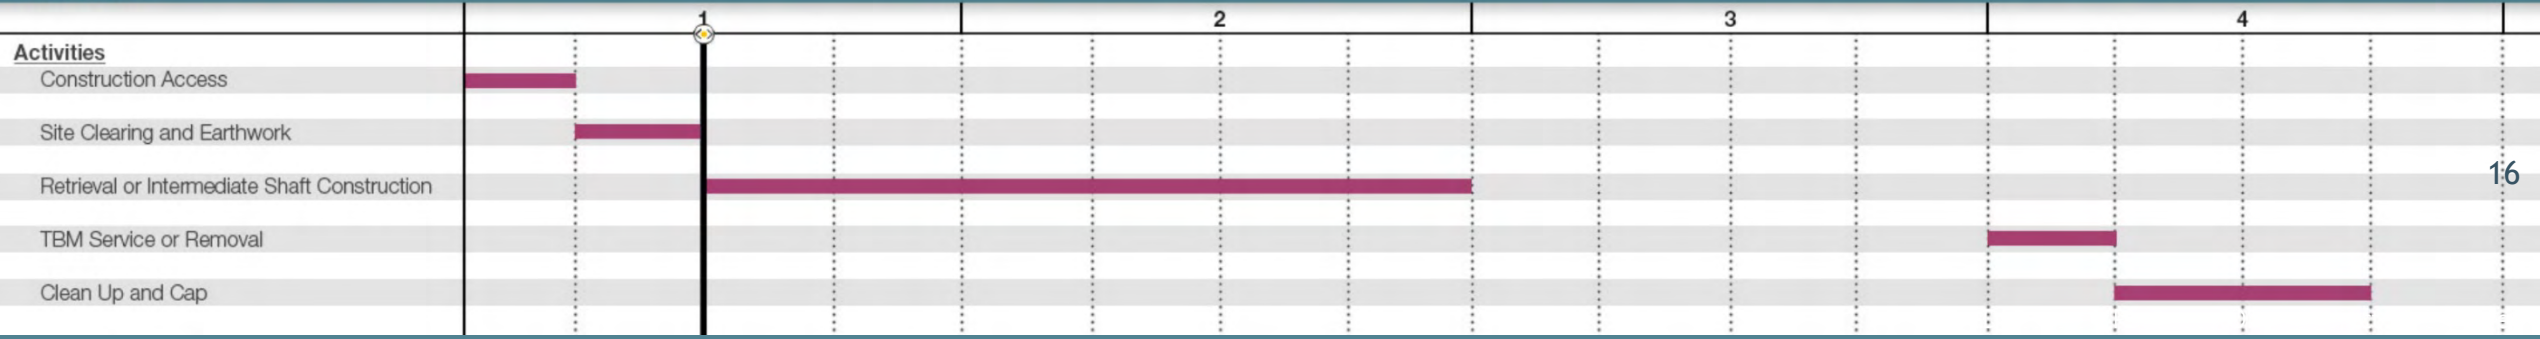 1 2 3 4
Activities
Construction Access
Site Clearing and Earthwork
Retrieval or Intermediate Shaft Construction
16
TBM Service or Removal
Clean Up and Cap